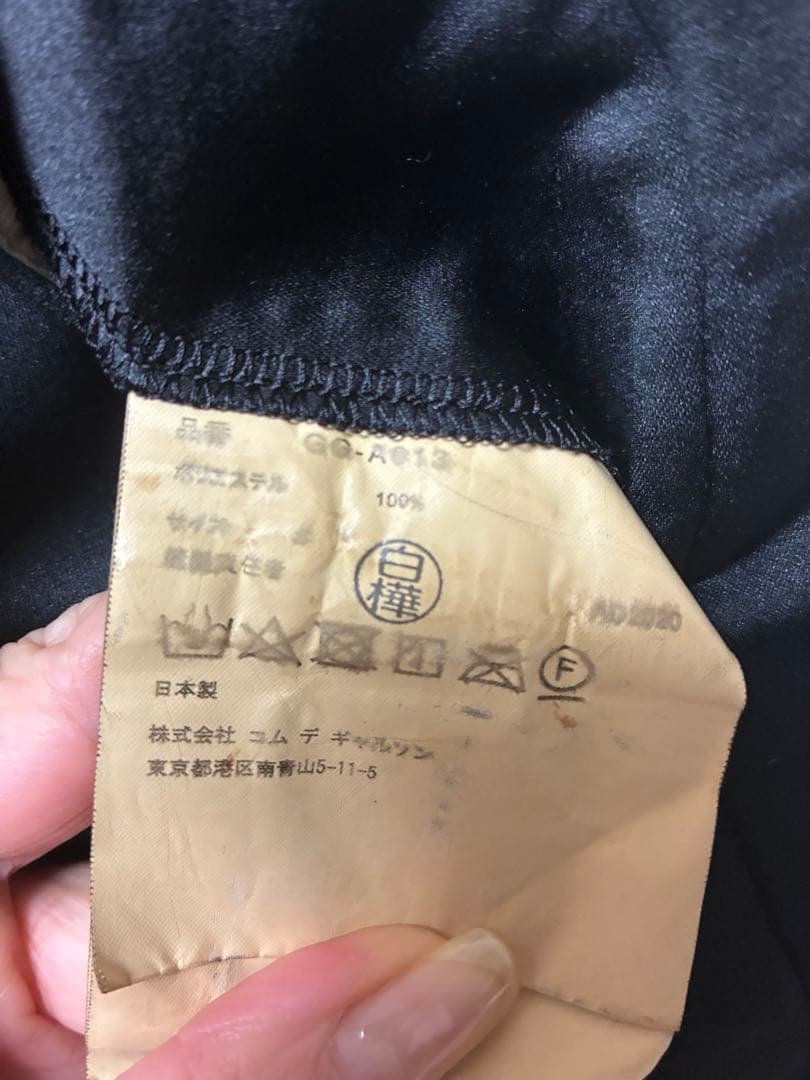 品番
ポリエステル 100%
サイズ
縫製責任者 白樺
AD2020
F
日本製
株式会社 コム デ ギャルソン
東京都港区南青山5-11-5